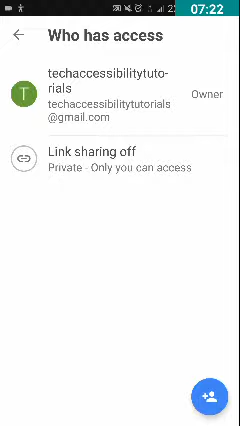 07:22
Who has access
techaccessibilitytuto-
rials
T
techaccessibilitytutorials
@gmail.com
Owner
Link sharing off
Private - Only you can access